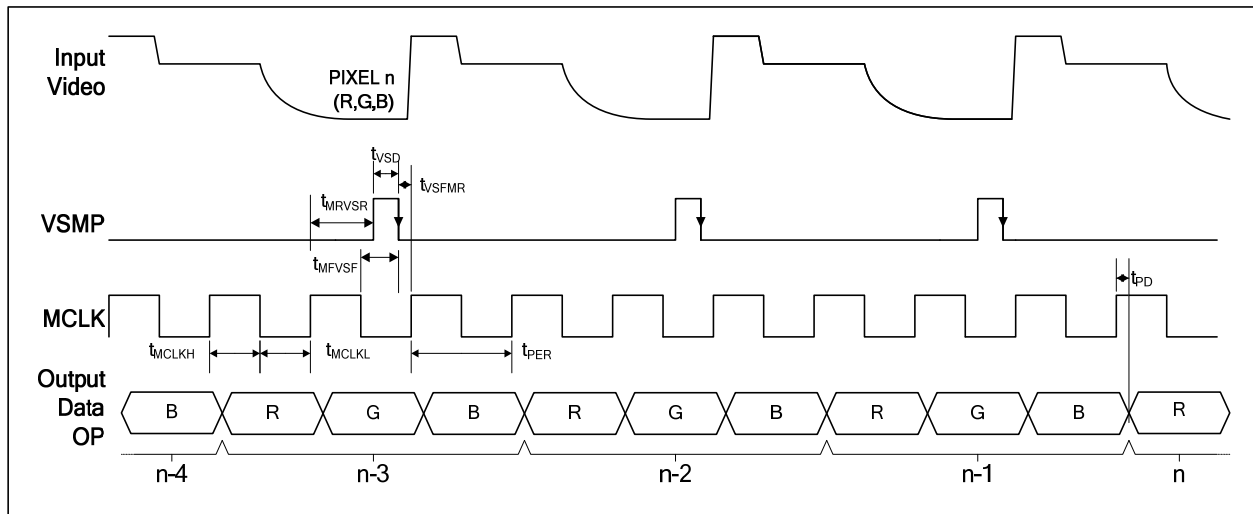 Input
Video
PIXEL n
(R,G,B)
tVSD
tVSFMR
tMRVSR
VSMP
tMFVSF
tPD
MCLK
tMCLKH
tMCLKL
tPER
Output
Data
OP
B R G B R G B R G B R
n-4 n-3 n-2 n-1 n